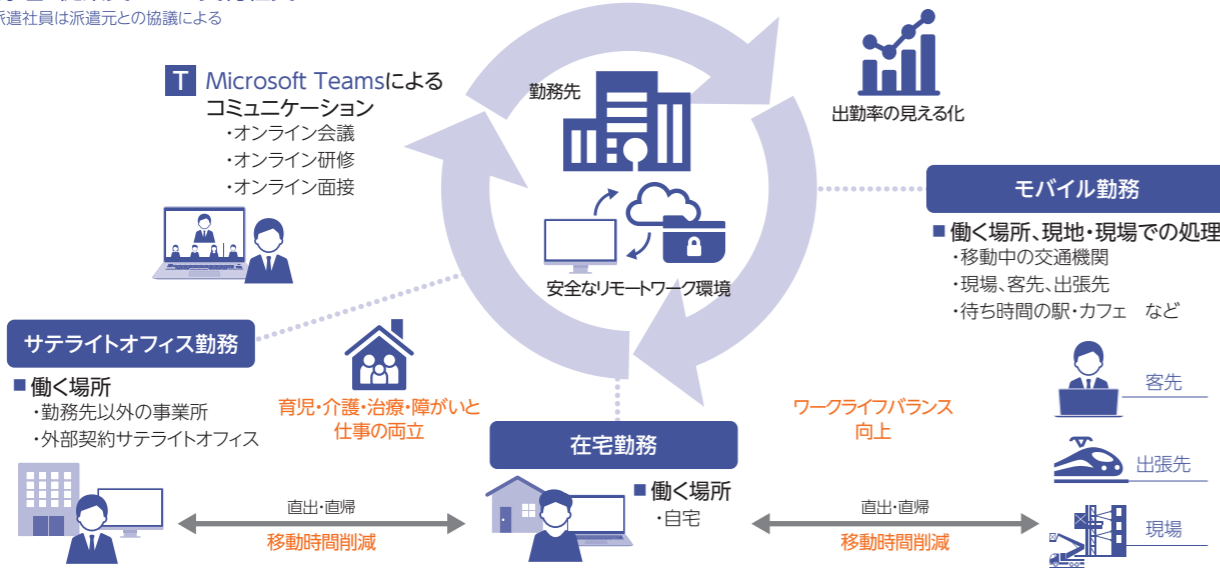 派遣社員は派遣元との協議による
T Microsoft Teamsによる
コミュニケーション
・オンライン会議
・オンライン研修
・オンライン面接
勤務先
安全なリモートワーク環境
出勤率の見える化
モバイル勤務
■働く場所、現地・現場での処理
・移動中の交通機関
・現場、客先、出張先
・待ち時間の駅・カフェ など
客先
出張先
現場
サテライトオフィス勤務
■働く場所
・勤務先以外の事業所
・外部契約サテライトオフィス
育児・介護・治療・障がいと
仕事の両立
在宅勤務
■働く場所
・自宅
ワークライフバランス
向上
直出・直帰
移動時間削減
直出・直帰
移動時間削減